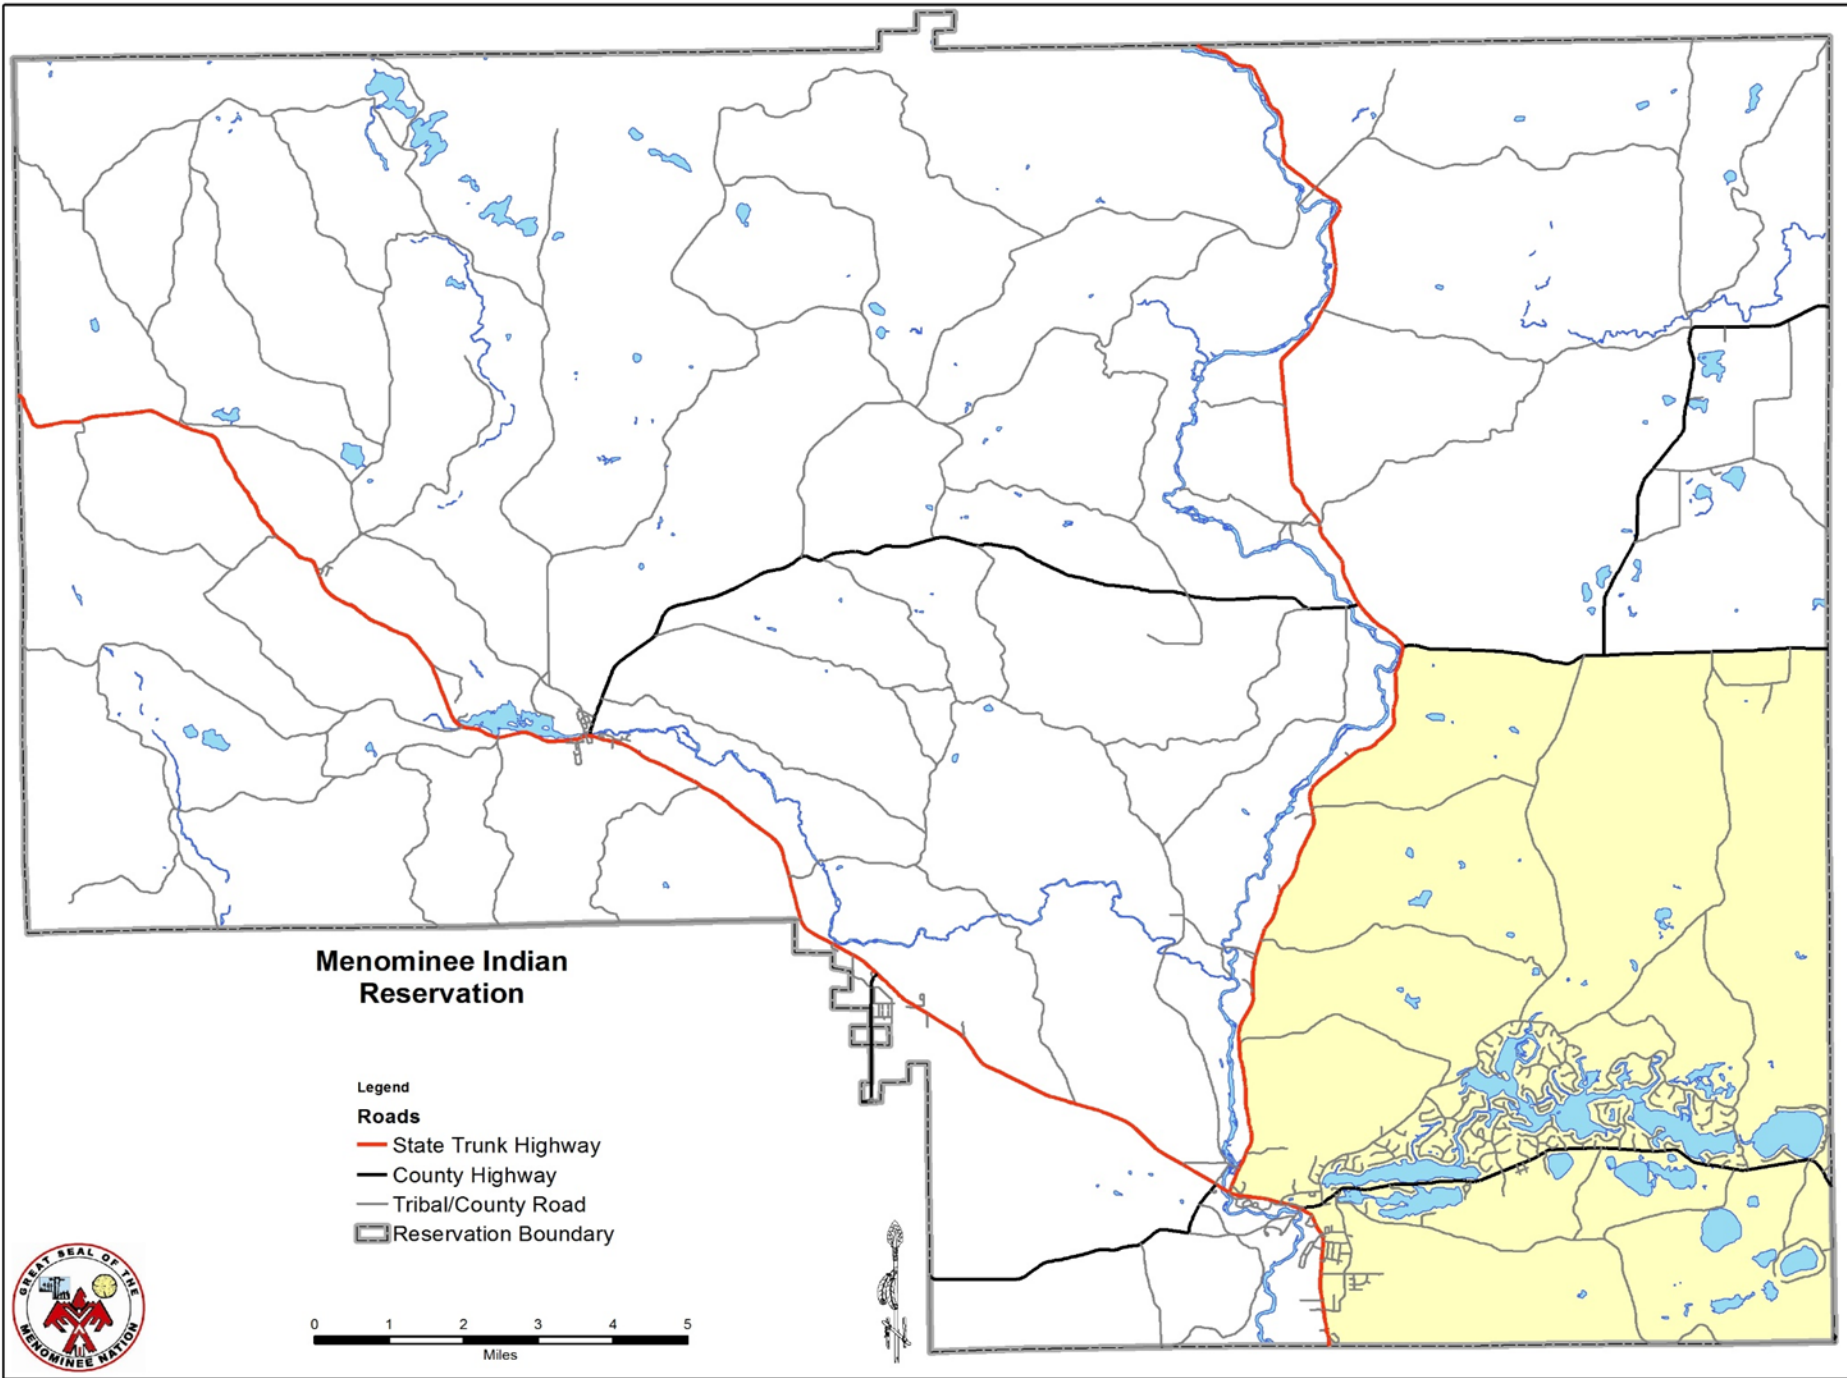 Menominee Indian
Reservation
Legend
Roads
State Trunk Highway
County Highway
Tribal/County Road
Reservation Boundary
0 1 2 3 4 5
Miles
GREAT SEAL OF THE
MENOMINEE NATION